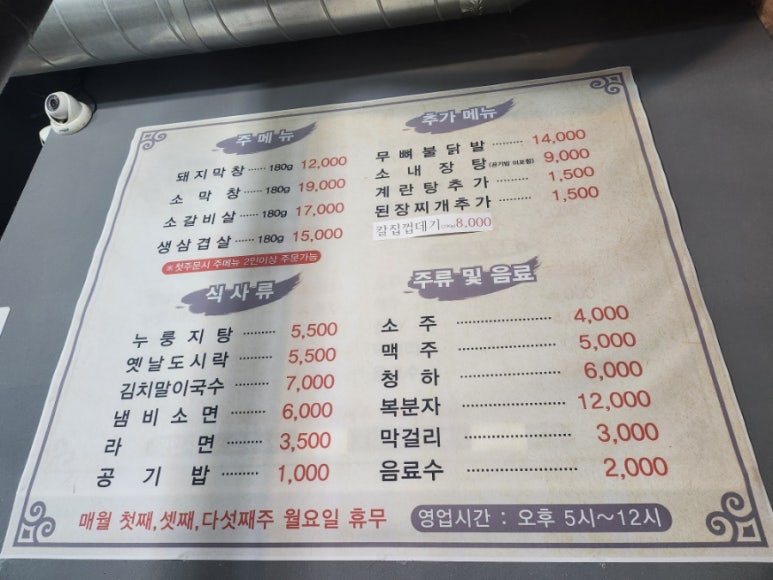 주메뉴
돼지막창 ...... 180g 12,000
소막창 ...... 180g 19,000
소갈비살 ...... 180g 17,000
생삼겹살 ...... 180g 15,000
※첫주문시 주메뉴 2인이상 주문가능
추가메뉴
무뼈불닭발 ......... 14,000
소내장탕(공기밥 미포함) 9,000
계란탕추가 ......... 1,500
된장찌개추가 ......... 1,500
칼집껍데기 8,000
식사류
누룽지탕 ......... 5,500
옛날도시락 ......... 5,500
김치말이국수 ......... 7,000
냄비소면 ......... 6,000
라면 ......... 3,500
공기밥 ......... 1,000
주류 및 음료
소주 ......... 4,000
맥주 ......... 5,000
청하 ......... 6,000
복분자 ......... 12,000
막걸리 ......... 3,000
음료수 ......... 2,000
매월 첫째,셋째,다섯째주 월요일 휴무
영업시간 : 오후 5시~12시